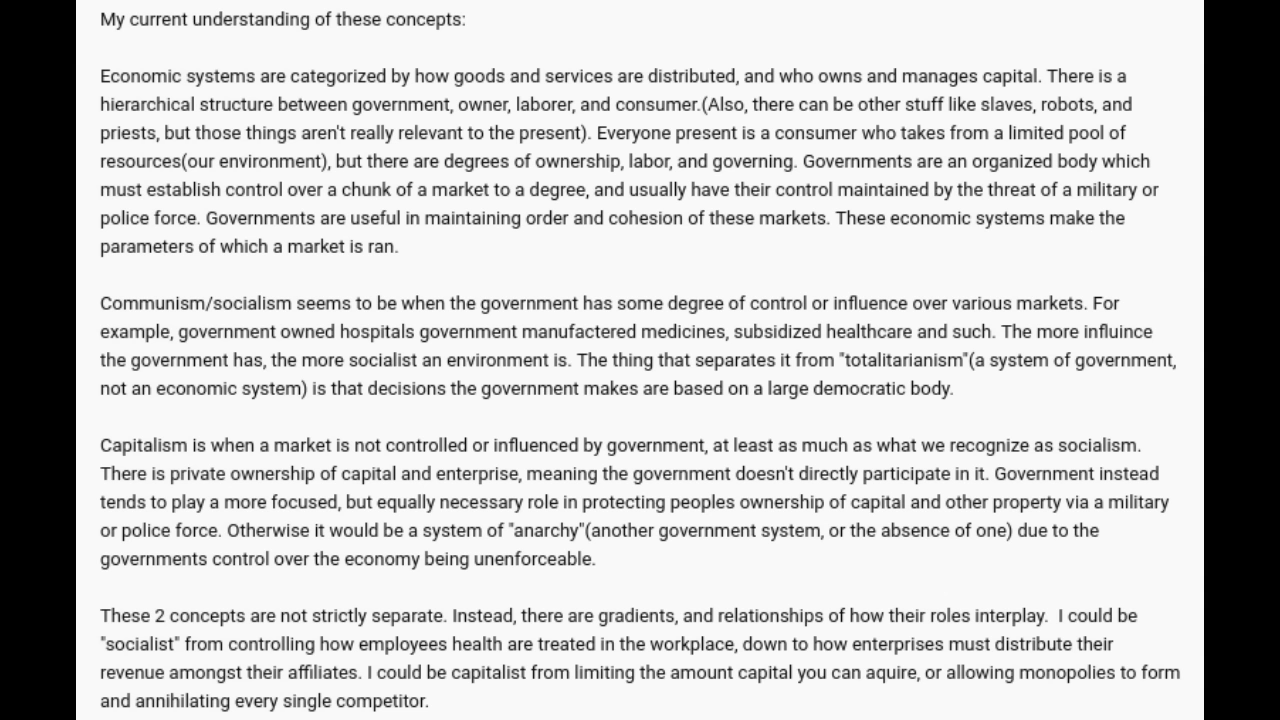 My current understanding of these concepts:
Economic systems are categorized by how goods and services are distributed, and who owns and manages capital. There is a
hierarchical structure between government, owner, laborer, and consumer.(Also, there can be other stuff like slaves, robots, and
priests, but those things aren't really relevant to the present). Everyone present is a consumer who takes from a limited pool of
resources(our environment), but there are degrees of ownership, labor, and governing. Governments are an organized body which
must establish control over a chunk of a market to a degree, and usually have their control maintained by the threat of a military or
police force. Governments are useful in maintaining order and cohesion of these markets. These economic systems make the
parameters of which a market is ran.
Communism/socialism seems to be when the government has some degree of control or influence over various markets. For
example, government owned hospitals government manufactered medicines, subsidized healthcare and such. The more influince
the government has, the more socialist an environment is. The thing that separates it from "totalitarianism"(a system of government,
not an economic system) is that decisions the government makes are based on a large democratic body.
Capitalism is when a market is not controlled or influenced by government, at least as much as what we recognize as socialism.
There is private ownership of capital and enterprise, meaning the government doesn't directly participate in it. Government instead
tends to play a more focused, but equally necessary role in protecting peoples ownership of capital and other property via a military
or police force. Otherwise it would be a system of "anarchy"(another government system, or the absence of one) due to the
governments control over the economy being unenforceable.
These 2 concepts are not strictly separate. Instead, there are gradients, and relationships of how their roles interplay.  I could be
"socialist" from controlling how employees health are treated in the workplace, down to how enterprises must distribute their
revenue amongst their affiliates. I could be capitalist from limiting the amount capital you can aquire, or allowing monopolies to form
and annihilating every single competitor.